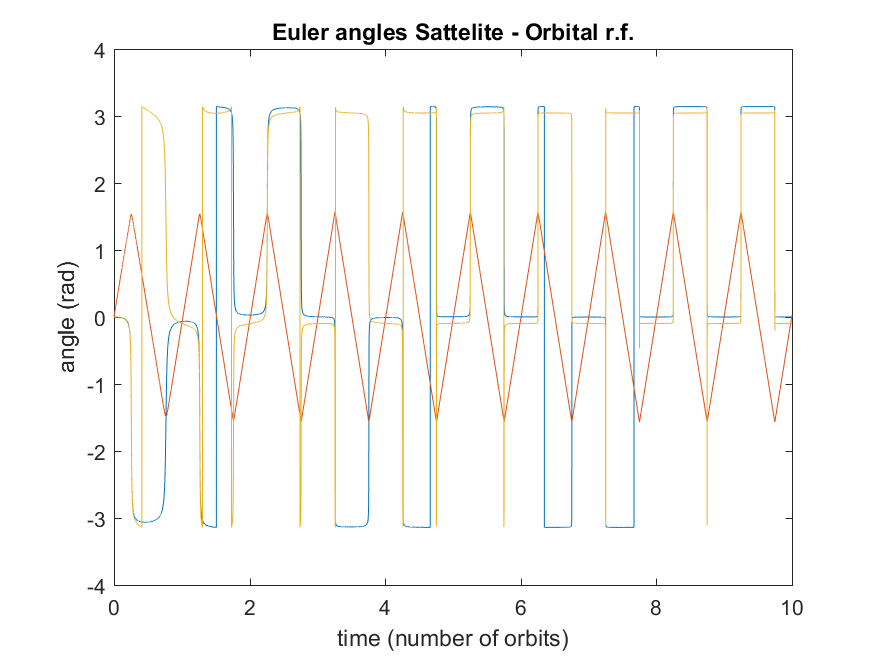 Euler angles Sattelite - Orbital r.f.
4
3
2
1
0
-1
-2
-3
-4
angle (rad)
0 2 4 6 8 10
time (number of orbits)